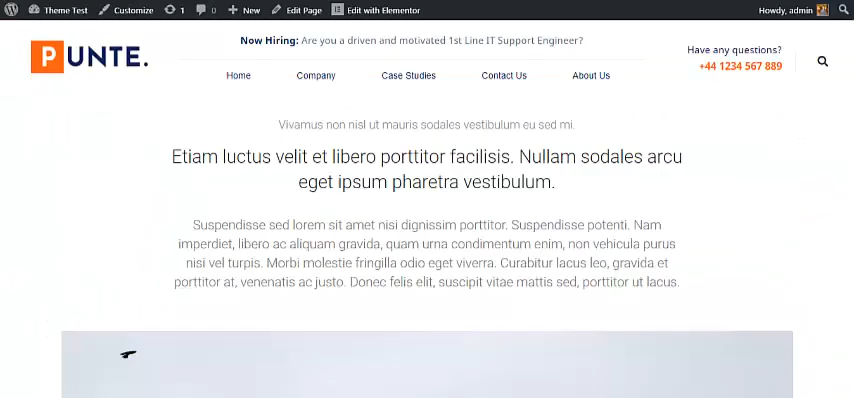 Theme Test Customize 1 0 New Edit Page Edit with Elementor Howdy, admin
Now Hiring: Are you a driven and motivated 1st Line IT Support Engineer?
PUNTE.
Have any questions?
+44 1234 567 889
Home Company Case Studies Contact Us About Us
Vivamus non nisl ut mauris sodales vestibulum eu sed mi.
Etiam luctus velit et libero porttitor facilisis. Nullam sodales arcu
eget ipsum pharetra vestibulum.
Suspendisse sed lorem sit amet nisi dignissim porttitor. Suspendisse potenti. Nam
imperdiet, libero ac aliquam gravida, quam urna condimentum enim, non vehicula purus
nisi vel turpis. Morbi molestie fringilla odio eget viverra. Curabitur lacus leo, gravida et
porttitor at, venenatis ac justo. Donec felis elit, suscipit vitae mattis sed, porttitor ut lacus.